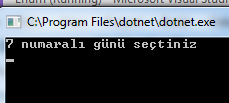 C:\Program Files\dotnet\dotnet.exe
7 numaralı günü seçtiniz